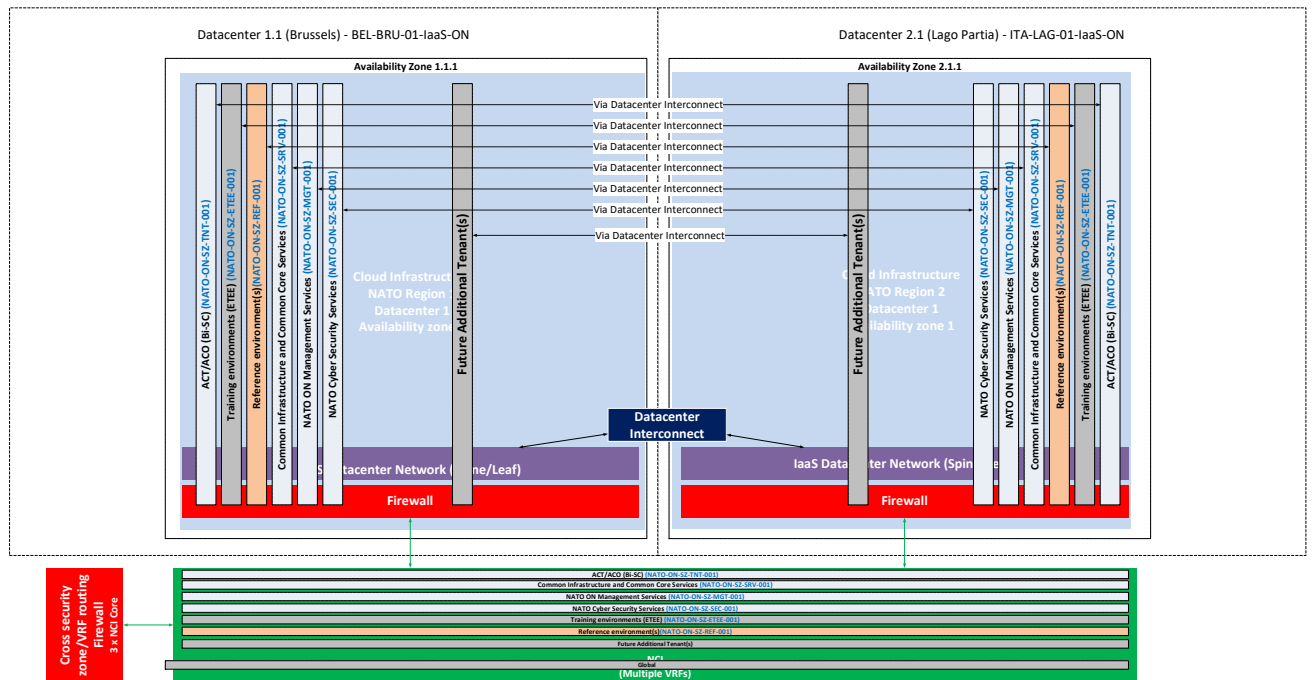 Datacenter 1.1 (Brussels) - BEL-BRU-01-IaaS-ON
Datacenter 2.1 (Lago Partia) - ITA-LAG-01-IaaS-ON
Availability Zone 1.1.1
Availability Zone 2.1.1
ACT/ACO (Bi-SC) (NATO-ON-SZ-TNT-001)
Training environments (ETEE) (NATO-ON-SZ-ETEE-001)
Reference environment(s)(NATO-ON-SZ-REF-001)
Common Infrastructure and Common Core Services (NATO-ON-SZ-SRV-001)
NATO ON Management Services (NATO-ON-SZ-MGT-001)
NATO Cyber Security Services (NATO-ON-SZ-SEC-001)
Future Additional Tenant(s)
Via Datacenter Interconnect
Via Datacenter Interconnect
Via Datacenter Interconnect
Via Datacenter Interconnect
Via Datacenter Interconnect
Via Datacenter Interconnect
Via Datacenter Interconnect
Future Additional Tenant(s)
NATO Cyber Security Services (NATO-ON-SZ-SEC-001)
NATO ON Management Services (NATO-ON-SZ-MGT-001)
Common Infrastructure and Common Core Services (NATO-ON-SZ-SRV-001)
Reference environment(s) (NATO-ON-SZ-REF-001)
Training environments (ETEE) (NATO-ON-SZ-ETEE-001)
ACT/ACO (Bi-SC) (NATO-ON-SZ-TNT-001)
Cloud
NATO Region
Datacenter 1
Availability zone
Infrastructure
Region 2
1
zone 1
Datacenter
Interconnect
Network
IaaS
Network
Firewall
Firewall
Cross security
zone/VRF routing
Firewall
3 x NCI Core
ACT/ACO (Bi-SC) (NATO-ON-SZ-TNT-001)
Common Infrastructure and Common Core Services (NATO-ON-SZ-SRV-001)
NATO ON Management Services (NATO-ON-SZ-MGT-001)
NATO Cyber Security Services (NATO-ON-SZ-SEC-001)
Training environments (ETEE) (NATO-ON-SZ-ETEE-001)
Reference environment(s)(NATO-ON-SZ-REF-001)
Future Additional Tenant(s)
Global
(Multiple VRFs)